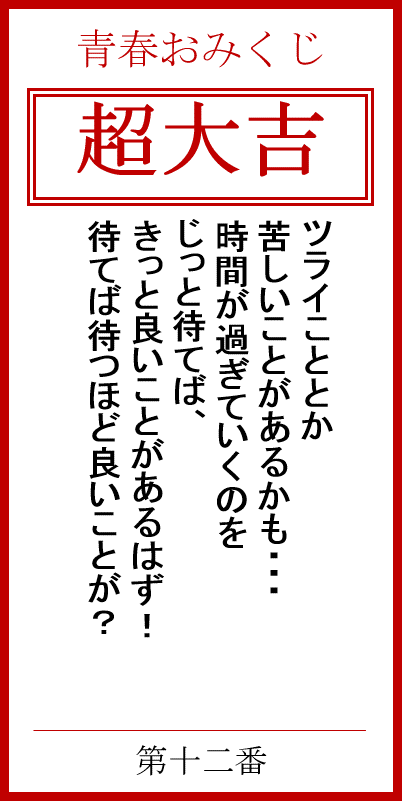 青春おみくじ
超大吉
ツライこととか
苦しいことがあるかも・・・
時間が過ぎていくのを
じっと待てば、
きっと良いことがあるはず！
待てば待つほど良いことが？
第十二番